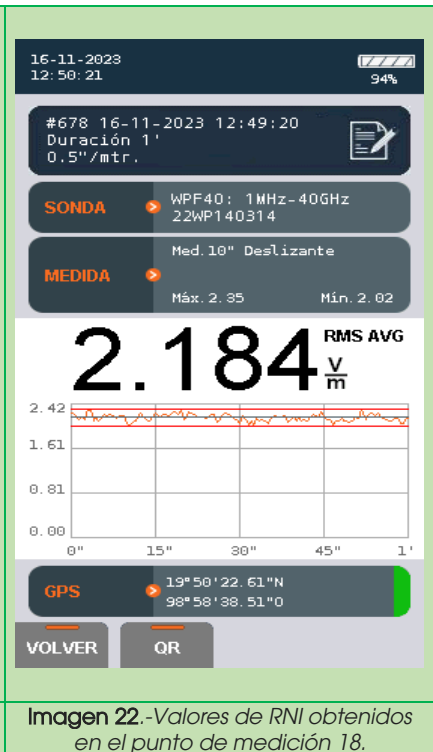 16-11-2023
12:50:21
94%
#678 16-11-2023 12:49:20
Duración 1'
0.5"/mtr.
SONDA
WPF40: 1MHz-40GHz
22WP140314
MEDIDA
Med.10" Deslizante
Máx.2.35 Mín.2.02
2.184 RMS AVG V/m
2.42
1.61
0.81
0.00
0" 15" 30" 45" 1'
GPS
19°50'22.61"N
98°58'38.51"O
VOLVER QR
Imagen 22.-Valores de RNI obtenidos
en el punto de medición 18.